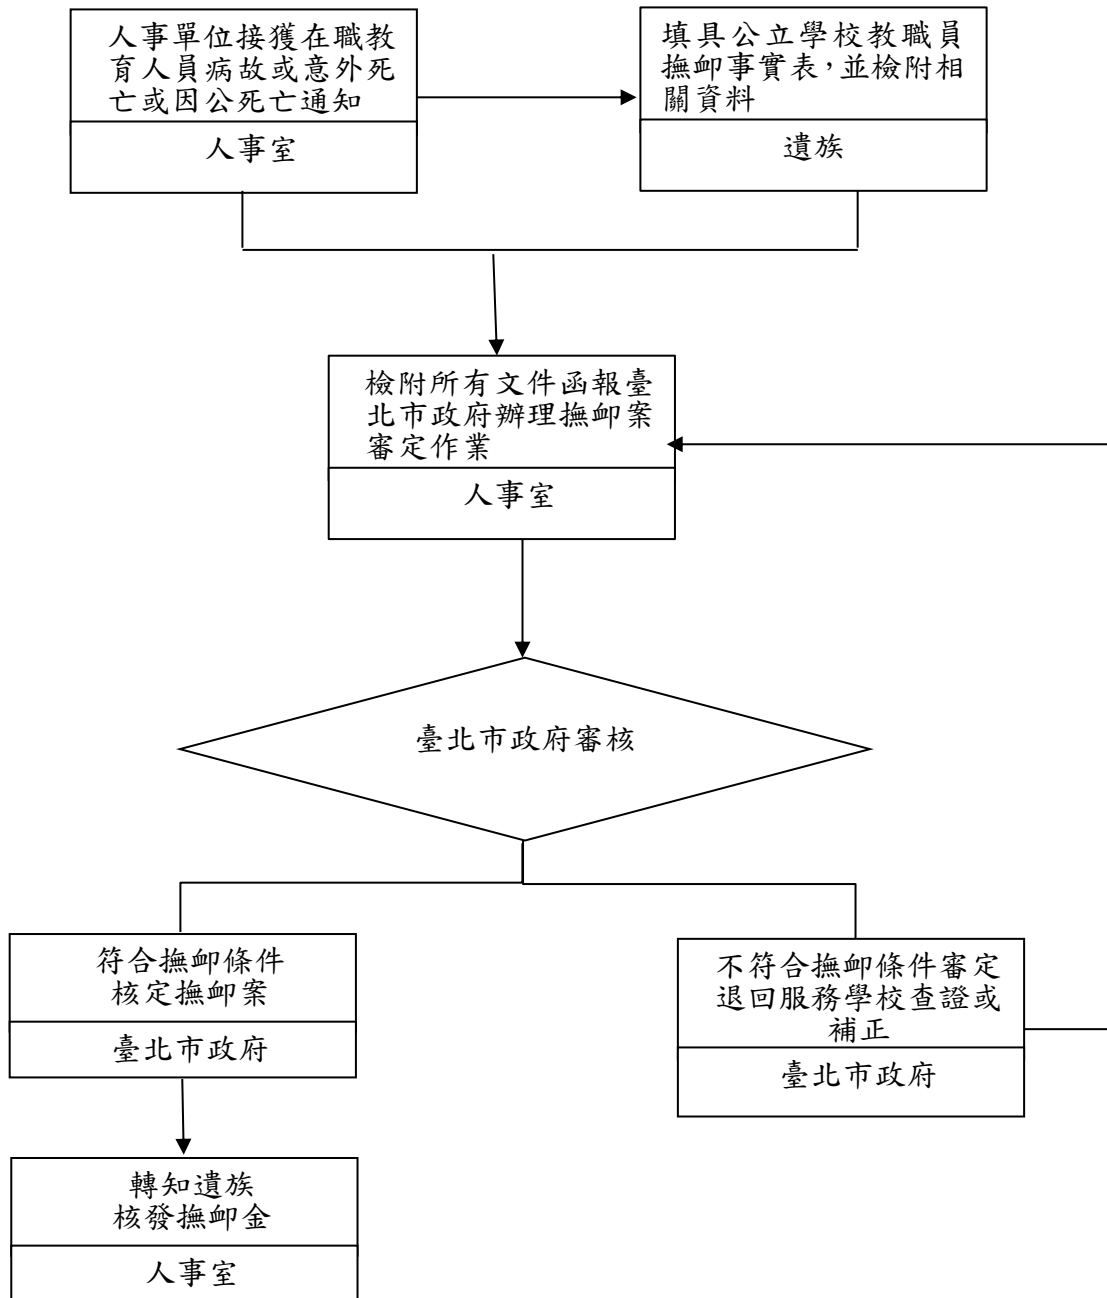 人事單位接獲在職教
育人員病故或意外死
亡或因公死亡通知
人事室
填具公立學校教職員
撫卹事實表，並檢附相
關資料
遺族
檢附所有文件函報臺
北市政府辦理撫卹案
審定作業
人事室
臺北市政府審核
符合撫卹條件
核定撫卹案
臺北市政府
不符合撫卹條件審定
退回服務學校查證或
補正
臺北市政府
轉知遺族
核發撫卹金
人事室